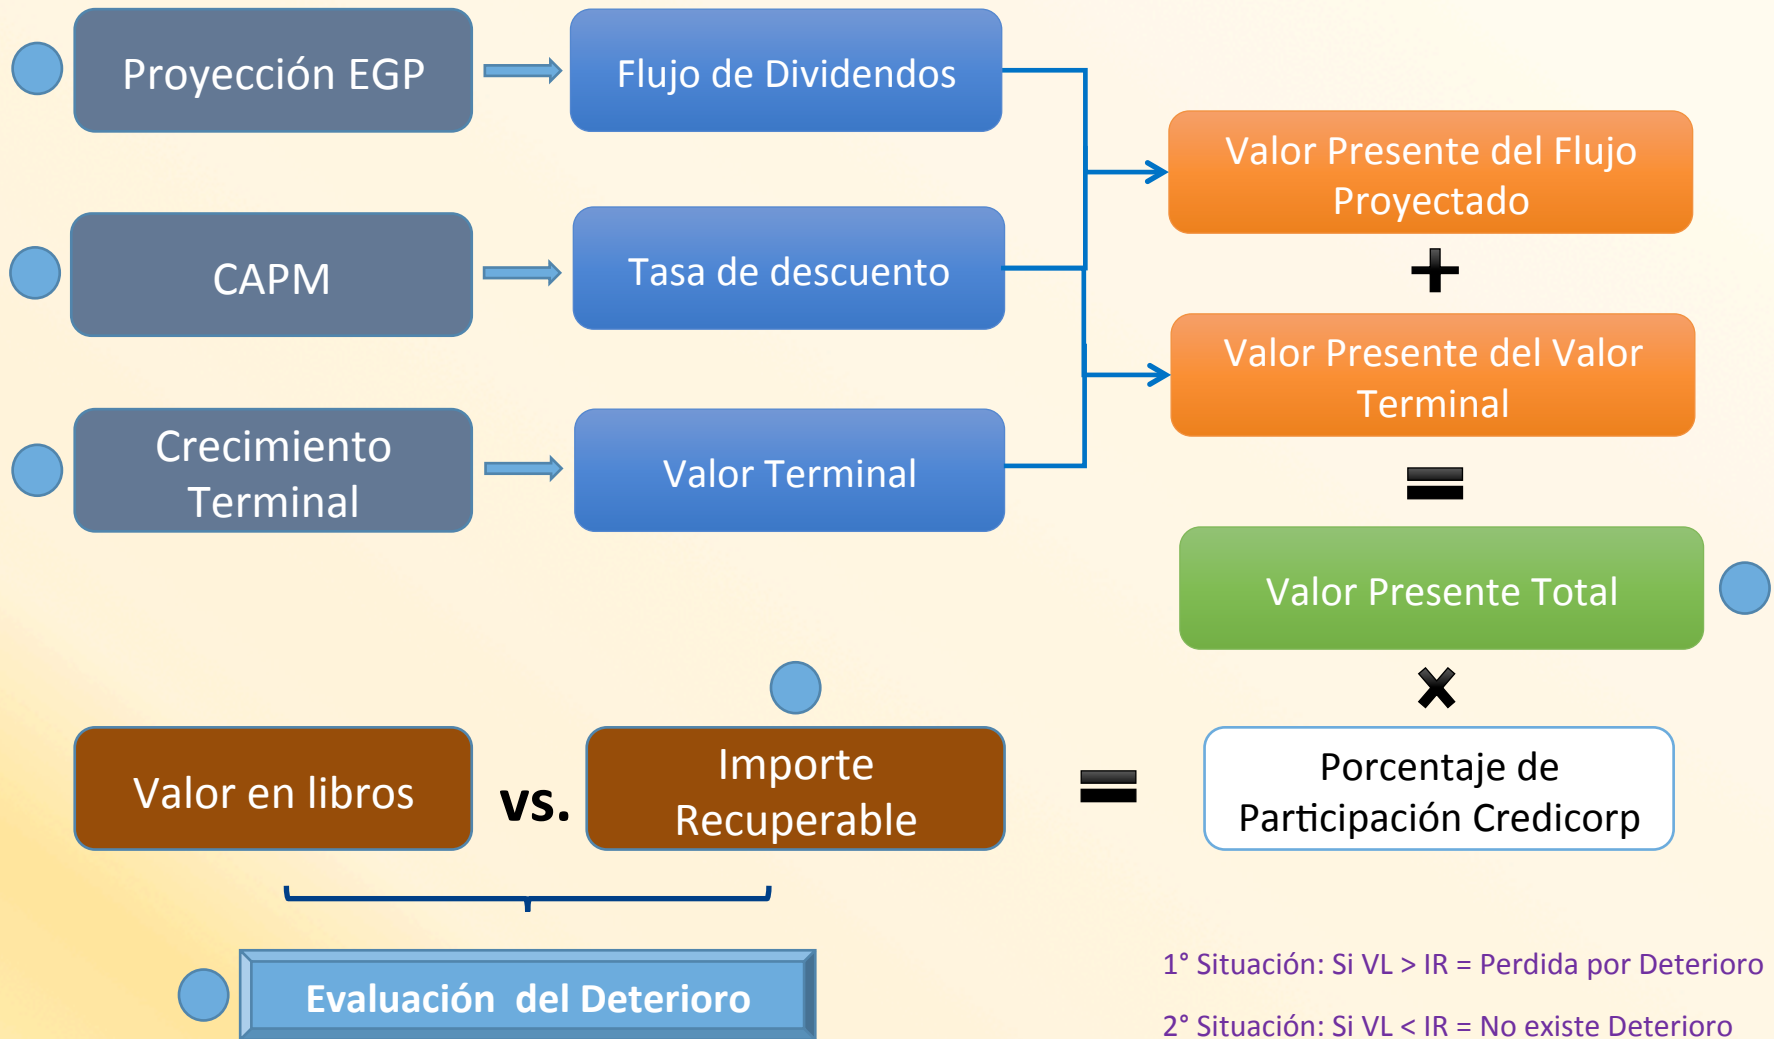 Proyección EGP
Flujo de Dividendos
Valor Presente del Flujo
Proyectado
+
CAPM
Tasa de descuento
Valor Presente del Valor
Terminal
=
Crecimiento
Terminal
Valor Terminal
Valor Presente Total
×
Valor en libros
vs.
Importe
Recuperable
=
Porcentaje de
Participación Credicorp
Evaluación del Deterioro
1° Situación: Si VL > IR = Perdida por Deterioro
2° Situación: Si VL < IR = No existe Deterioro